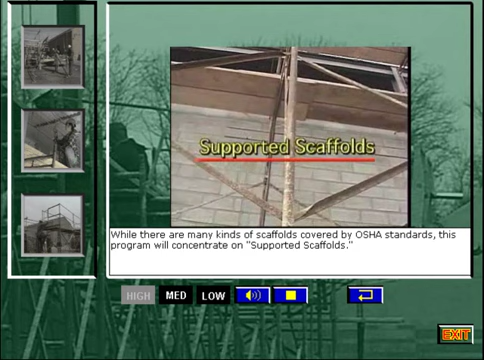 Supported Scaffolds
While there are many kinds of scaffolds covered by OSHA standards, this
program will concentrate on "Supported Scaffolds."
HIGH MED LOW
EXIT